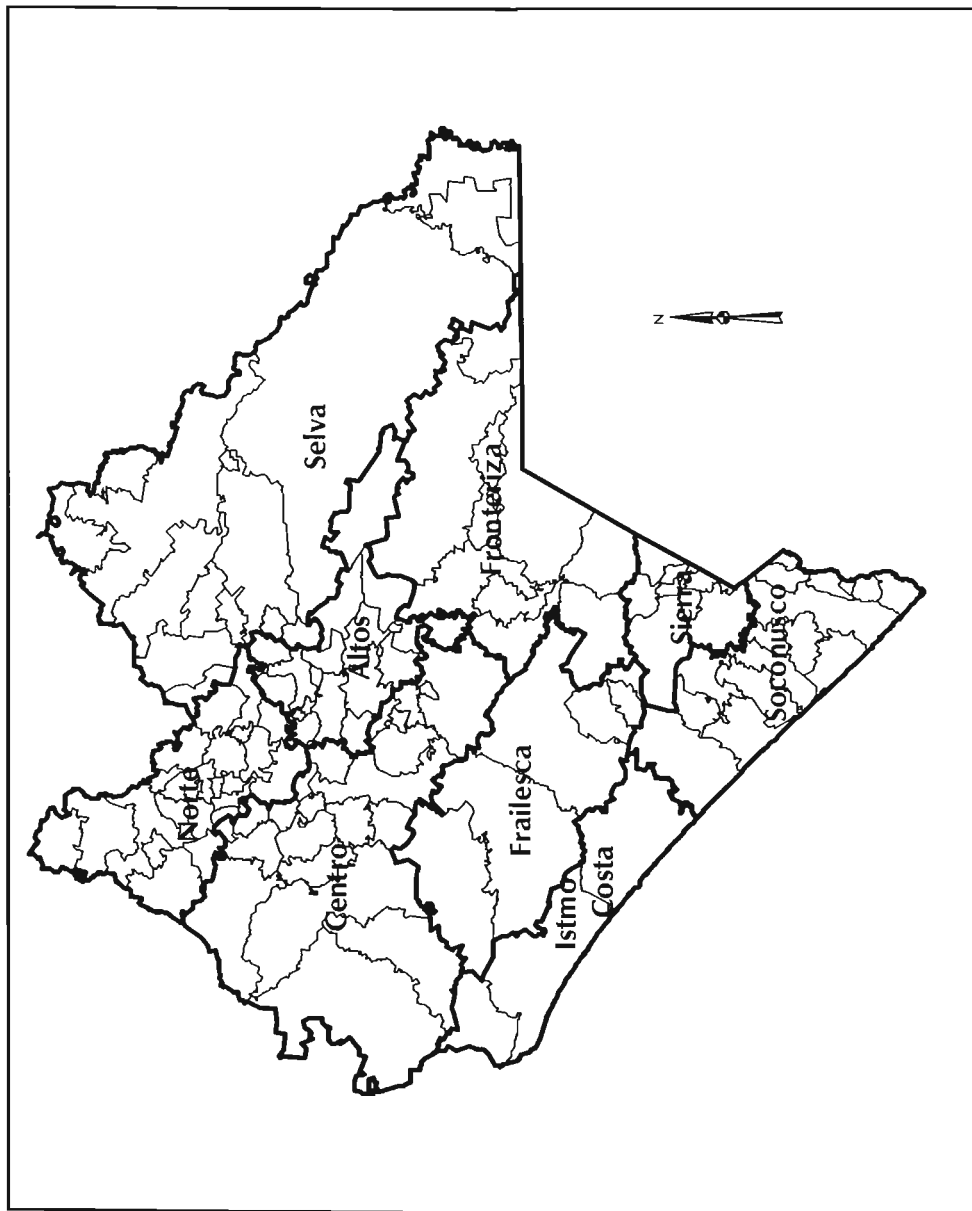 Norte
Selva
Altos
Centro
Fronteriza
Frailesca
Sierra
Istmo
Costa
Soconusco
N